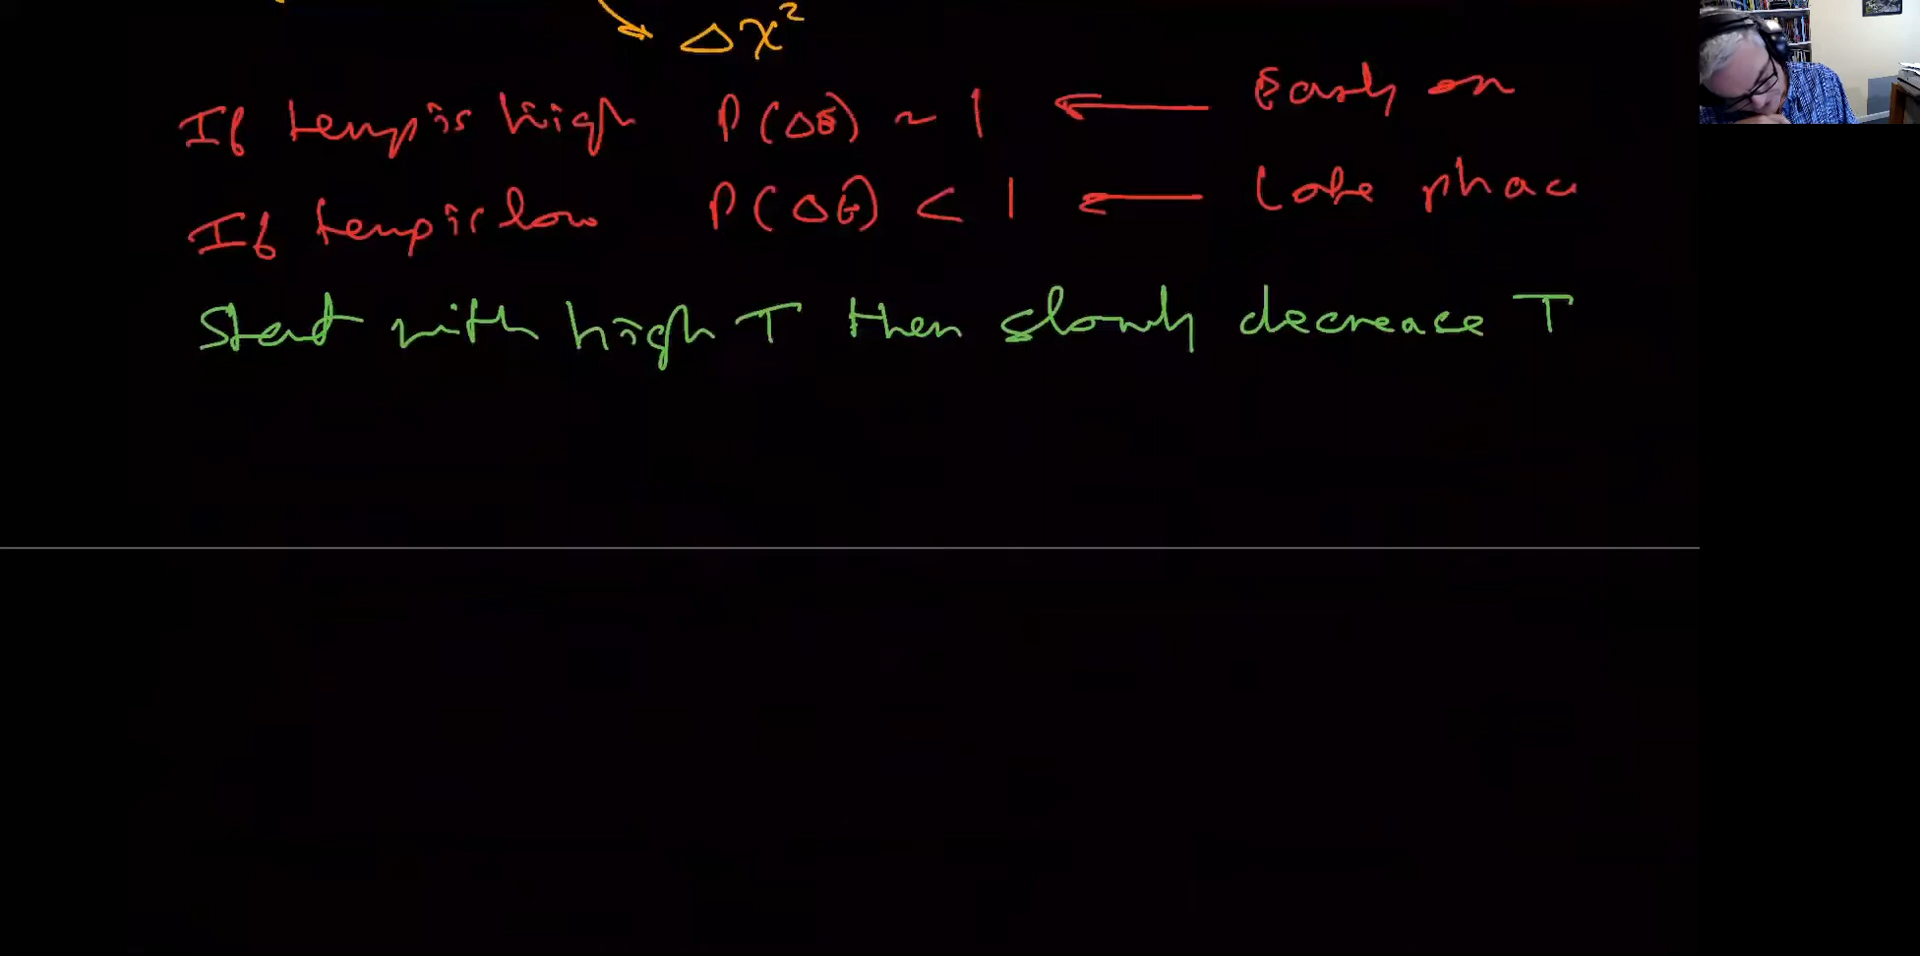 Δχ²
If temp is high P(ΔE) ~ 1 ← Early on
If temp is low P(ΔE) < 1 ← Late phase
Start with high T then slowly decrease T